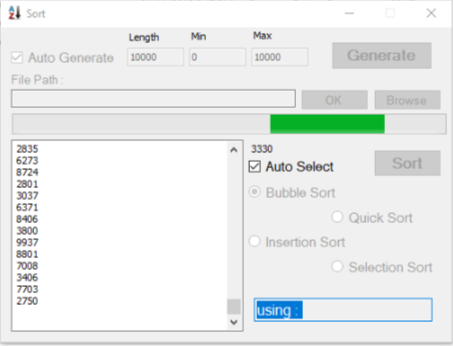 Sort
Length Min Max
Auto Generate 10000 0 10000 Generate
File Path :
OK Browse
2835
6273
8724
2801
3037
6371
8406
3800
9937
8801
7008
3406
7703
2750
3330
Auto Select Sort
Bubble Sort
Quick Sort
Insertion Sort
Selection Sort
using :